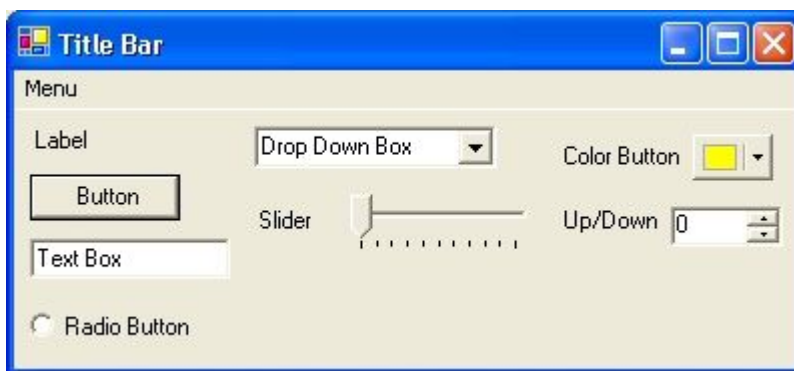 Title Bar
Menu
Label
Drop Down Box
Color Button
Button
Slider
Up/Down 0
Text Box
Radio Button